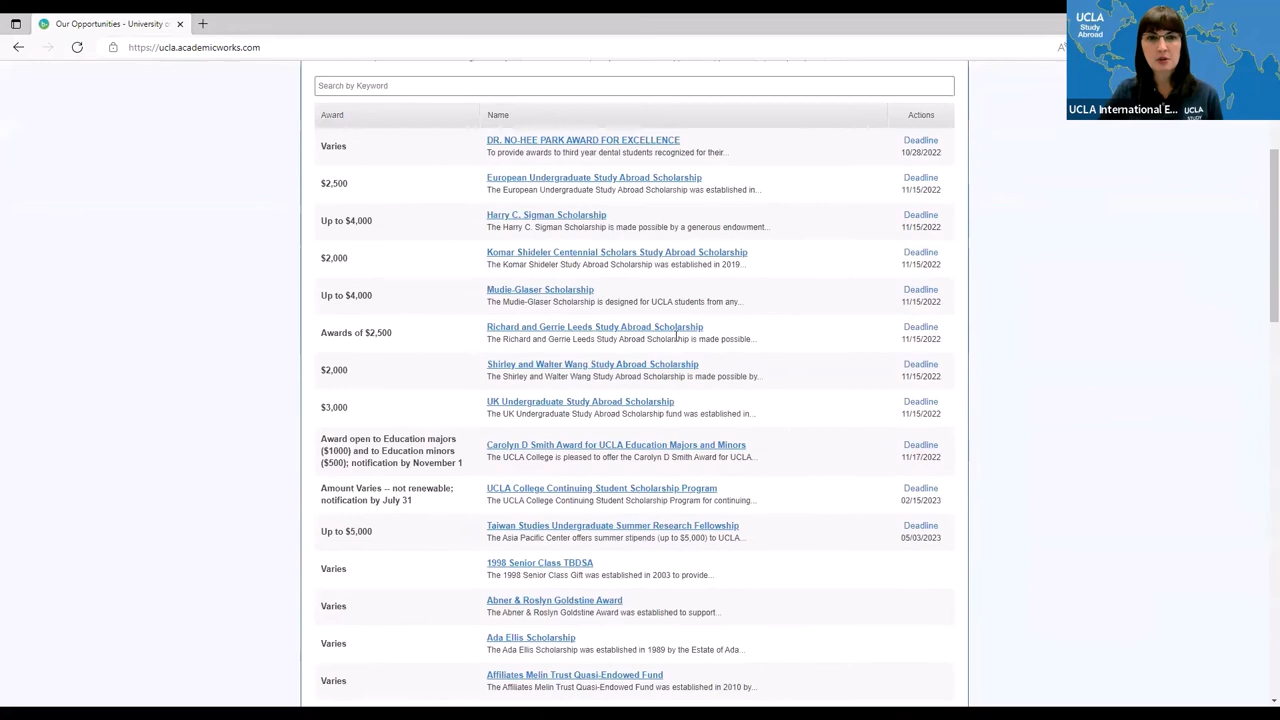 Our Opportunities - University o
https://ucla.academicworks.com
UCLA
Study
Abroad
UCLA
UCLA International E...
Search by Keyword
Award Name Actions
Varies
DR. NO-HEE PARK AWARD FOR EXCELLENCE
To provide awards to third year dental students recognized for their...
Deadline
10/28/2022
$2,500
European Undergraduate Study Abroad Scholarship
The European Undergraduate Study Abroad Scholarship was established in...
Deadline
11/15/2022
Up to $4,000
Harry C. Sigman Scholarship
The Harry C. Sigman Scholarship is made possible by a generous endowment...
Deadline
11/15/2022
$2,000
Komar Shideler Centennial Scholars Study Abroad Scholarship
The Komar Shideler Study Abroad Scholarship was established in 2019...
Deadline
11/15/2022
Up to $4,000
Mudie-Glaser Scholarship
The Mudie-Glaser Scholarship is designed for UCLA students from any...
Deadline
11/15/2022
Awards of $2,500
Richard and Gerrie Leeds Study Abroad Scholarship
The Richard and Gerrie Leeds Study Abroad Scholarship is made possible...
Deadline
11/15/2022
$2,000
Shirley and Walter Wang Study Abroad Scholarship
The Shirley and Walter Wang Study Abroad Scholarship is made possible by...
Deadline
11/15/2022
$3,000
UK Undergraduate Study Abroad Scholarship
The UK Undergraduate Study Abroad Scholarship fund was established in...
Deadline
11/15/2022
Award open to Education majors
($1000) and to Education minors
($500); notification by November 1
Carolyn D Smith Award for UCLA Education Majors and Minors
The UCLA College is pleased to offer the Carolyn D Smith Award for UCLA...
Deadline
11/17/2022
Amount Varies -- not renewable;
notification by July 31
UCLA College Continuing Student Scholarship Program
The UCLA College Continuing Student Scholarship Program for continuing...
Deadline
02/15/2023
Up to $5,000
Taiwan Studies Undergraduate Summer Research Fellowship
The Asia Pacific Center offers summer stipends (up to $5,000) to UCLA...
Deadline
05/03/2023
Varies
1998 Senior Class TBDSA
The 1998 Senior Class Gift was established in 2003 to provide...
Varies
Abner & Roslyn Goldstine Award
The Abner & Roslyn Goldstine Award was established to support...
Varies
Ada Ellis Scholarship
The Ada Ellis Scholarship was established in 1989 by the Estate of Ada...
Varies
Affiliates Melin Trust Quasi-Endowed Fund
The Affiliates Melin Trust Quasi-Endowed Fund was established in 2010 by...